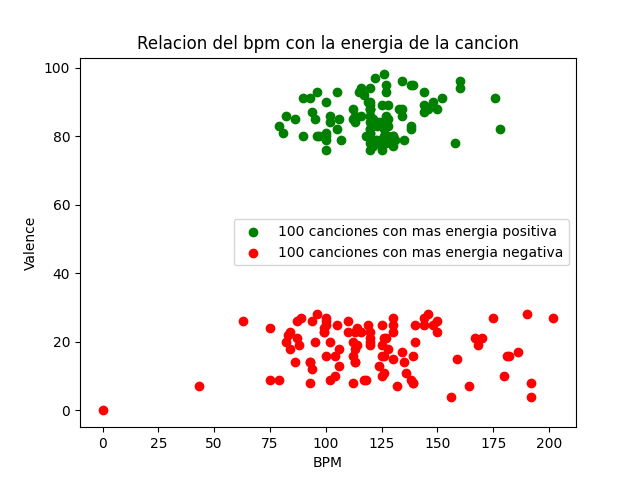 Relacion del bpm con la energia de la cancion
100
80
60
40
20
0
Valence
100 canciones con mas energia positiva
100 canciones con mas energia negativa
0 25 50 75 100 125 150 175 200
BPM